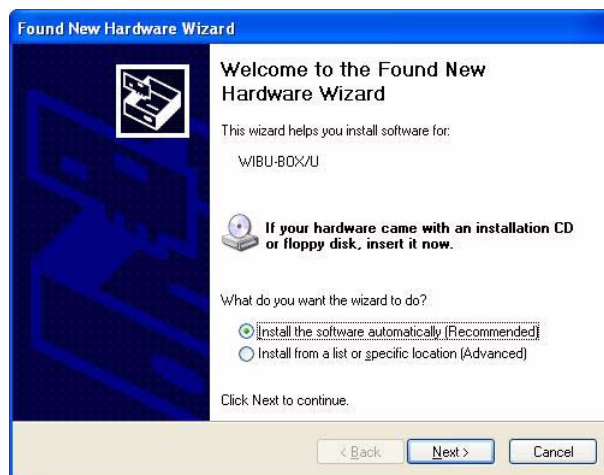 Found New Hardware Wizard
Welcome to the Found New
Hardware Wizard
This wizard helps you install software for:
WIBU-BOX/U
If your hardware came with an installation CD
or floppy disk, insert it now.
What do you want the wizard to do?
Install the software automatically (Recommended)
Install from a list or specific location (Advanced)
Click Next to continue.
< Back
Next >
Cancel